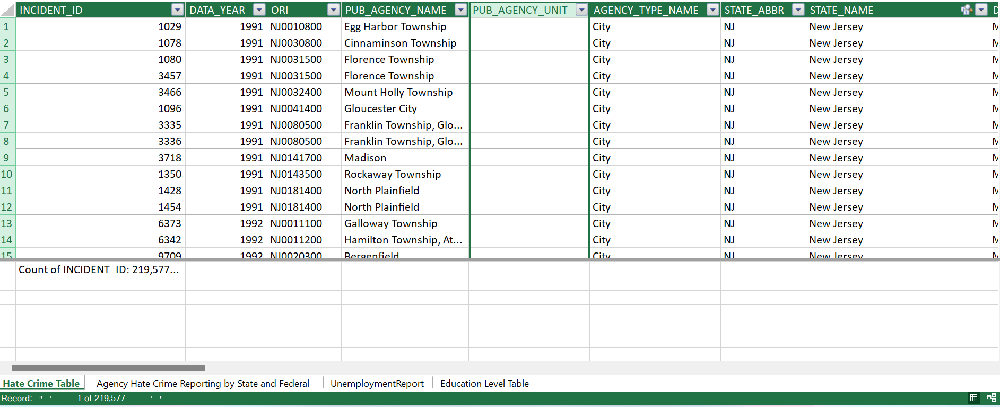 INCIDENT_ID DATA_YEAR ORI PUB_AGENCY_NAME PUB_AGENCY_UNIT AGENCY_TYPE_NAME STATE_ABBR STATE_NAME D
1 1029 1991 NJ0010800 Egg Harbor Township City NJ New Jersey M
2 1078 1991 NJ0030800 Cinnaminson Township City NJ New Jersey M
3 1080 1991 NJ0031500 Florence Township City NJ New Jersey M
4 3457 1991 NJ0031500 Florence Township City NJ New Jersey M
5 3466 1991 NJ0032400 Mount Holly Township City NJ New Jersey M
6 1096 1991 NJ0041400 Gloucester City City NJ New Jersey M
7 3335 1991 NJ0080500 Franklin Township, Glo... City NJ New Jersey M
8 3336 1991 NJ0080500 Franklin Township, Glo... City NJ New Jersey M
9 3718 1991 NJ0141700 Madison City NJ New Jersey M
10 1350 1991 NJ0143500 Rockaway Township City NJ New Jersey M
11 1428 1991 NJ0181400 North Plainfield City NJ New Jersey M
12 1454 1991 NJ0181400 North Plainfield City NJ New Jersey M
13 6373 1992 NJ0011100 Galloway Township City NJ New Jersey M
14 6342 1992 NJ0011200 Hamilton Township, At... City NJ New Jersey M
15 9709 1992 NJ0020300 Bergenfield City NJ New Jersey M
Count of INCIDENT_ID: 219,577...
Hate Crime Table Agency Hate Crime Reporting by State and Federal UnemploymentReport Education Level Table
Record: 1 of 219,577